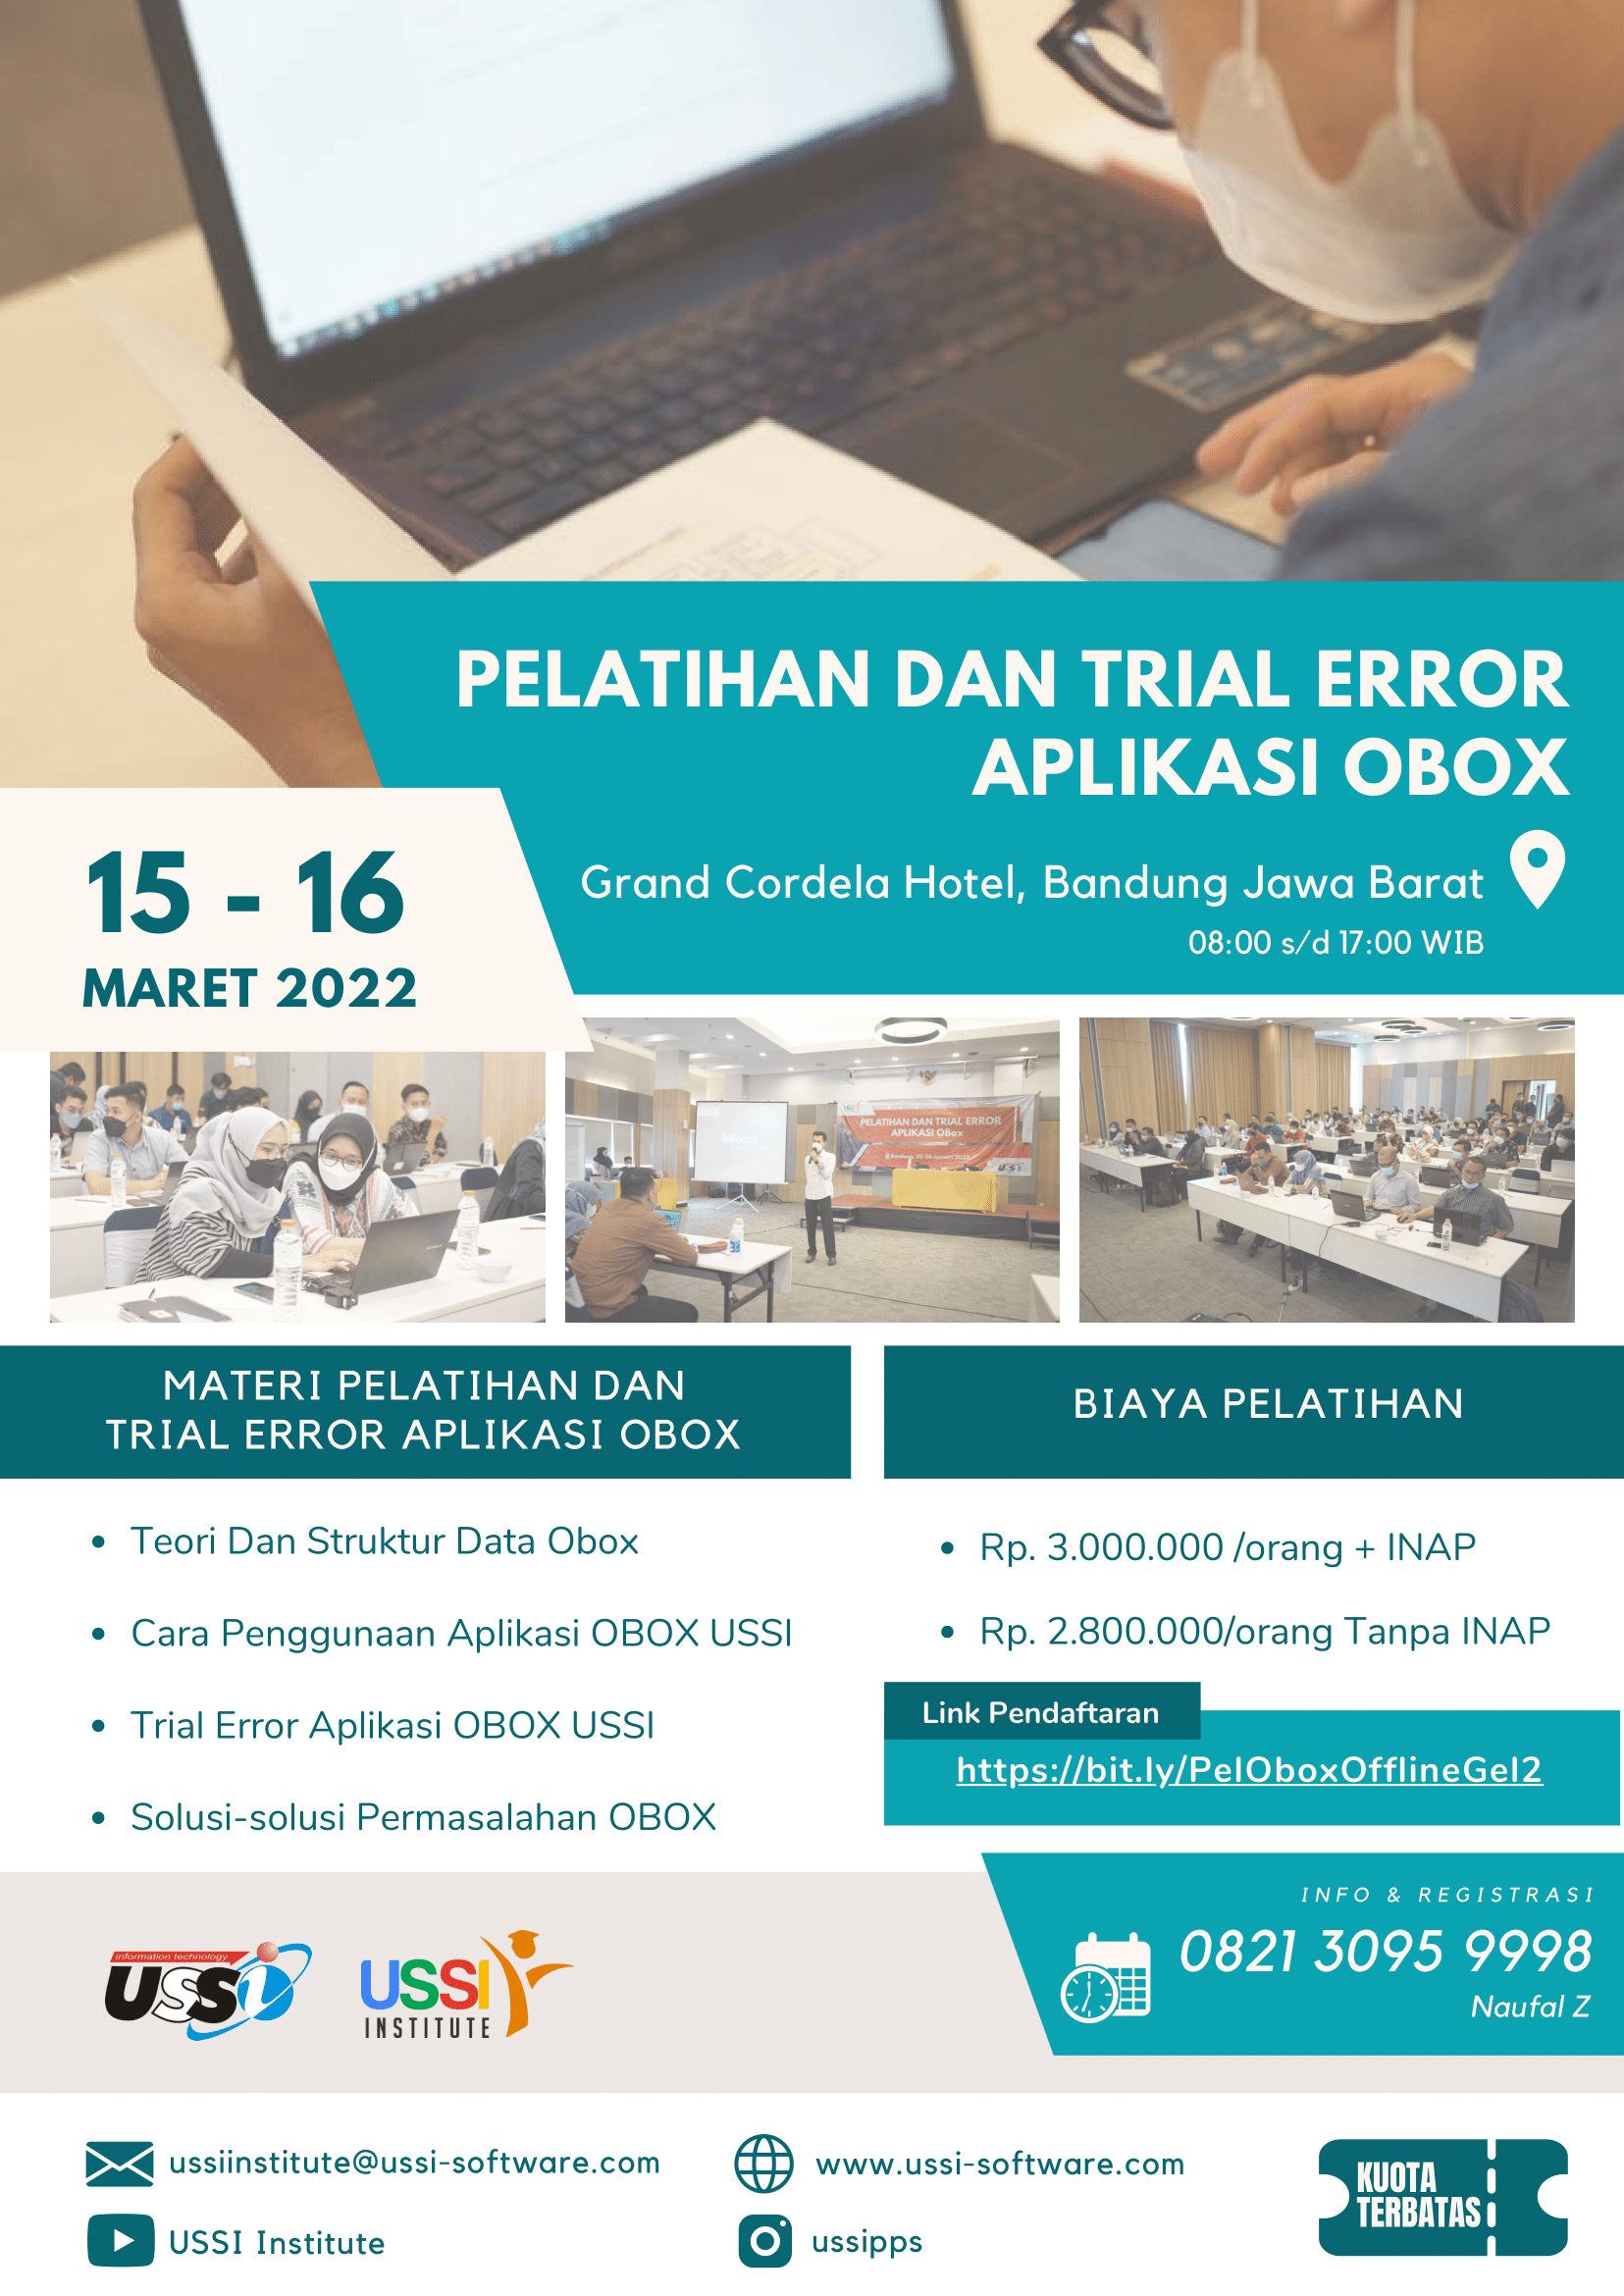 PELATIHAN DAN TRIAL ERROR
APLIKASI OBOX
Grand Cordela Hotel, Bandung Jawa Barat
08:00 s/d 17:00 WIB
15 - 16
MARET 2022
PELATIHAN DAN TRIAL ERROR
APLIKASI OBox
MATERI PELATIHAN DAN
TRIAL ERROR APLIKASI OBOX
Teori Dan Struktur Data Obox
Cara Penggunaan Aplikasi OBOX USSI
Trial Error Aplikasi OBOX USSI
Solusi-solusi Permasalahan OBOX
BIAYA PELATIHAN
Rp. 3.000.000 /orang + INAP
Rp. 2.800.000/orang Tanpa INAP
Link Pendaftaran
https://bit.ly/PelOboxOfflineGel2
INFO & REGISTRASI
0821 3095 9998
Naufal Z
information technology
USSi
USSI
INSTITUTE
ussiinstitute@ussi-software.com
www.ussi-software.com
USSI Institute
ussipps
KUOTA
TERBATAS